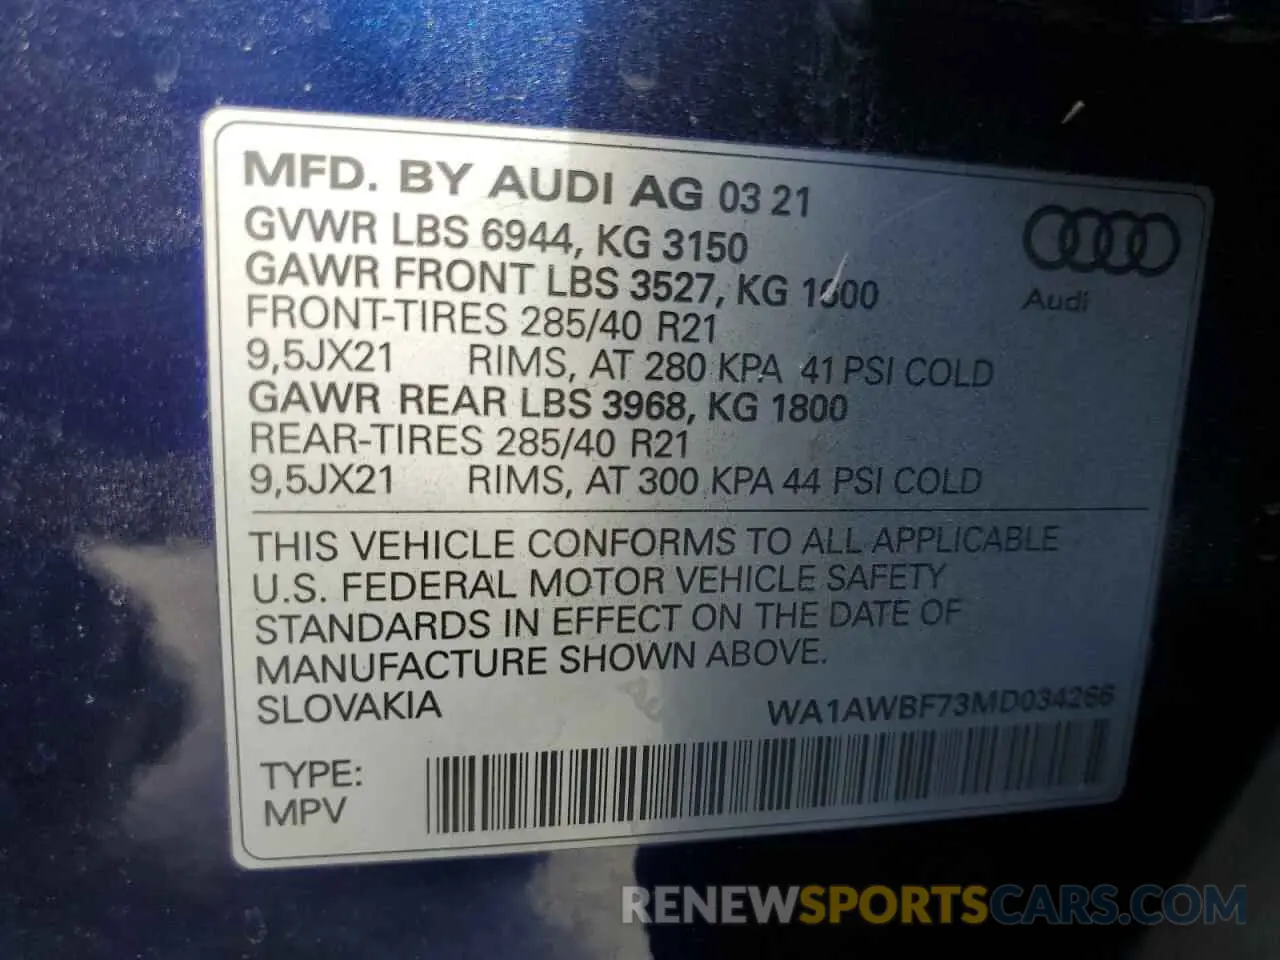 MFD. BY AUDI AG 03 21
GVWR LBS 6944, KG 3150
GAWR FRONT LBS 3527, KG 1600
FRONT-TIRES 285/40 R21
9,5JX21 RIMS, AT 280 KPA 41 PSI COLD
GAWR REAR LBS 3968, KG 1800
REAR-TIRES 285/40 R21
9,5JX21 RIMS, AT 300 KPA 44 PSI COLD
Audi
THIS VEHICLE CONFORMS TO ALL APPLICABLE
U.S. FEDERAL MOTOR VEHICLE SAFETY
STANDARDS IN EFFECT ON THE DATE OF
MANUFACTURE SHOWN ABOVE.
SLOVAKIA WA1AWBF73MD034266
TYPE:
MPV
RENEWSPORTSCARS.COM